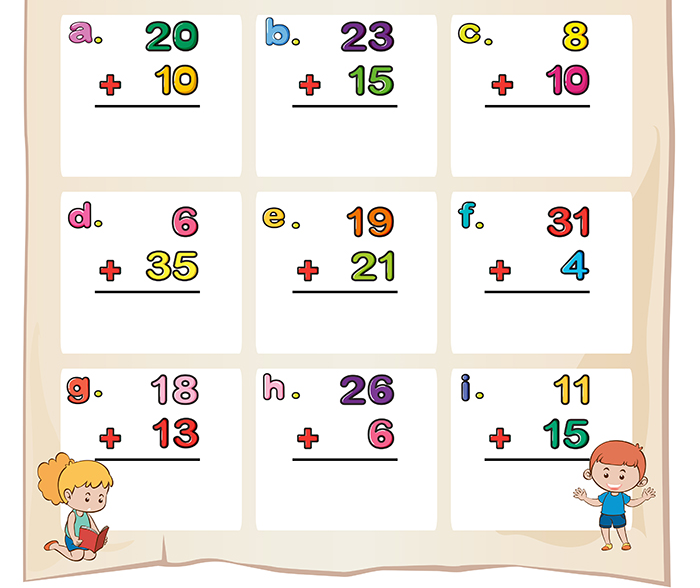 a. 20
+ 10
b. 23
+ 15
c. 8
+ 10
d. 6
+ 35
e. 19
+ 21
f. 31
+ 4
g. 18
+ 13
h. 26
+ 6
i. 11
+ 15